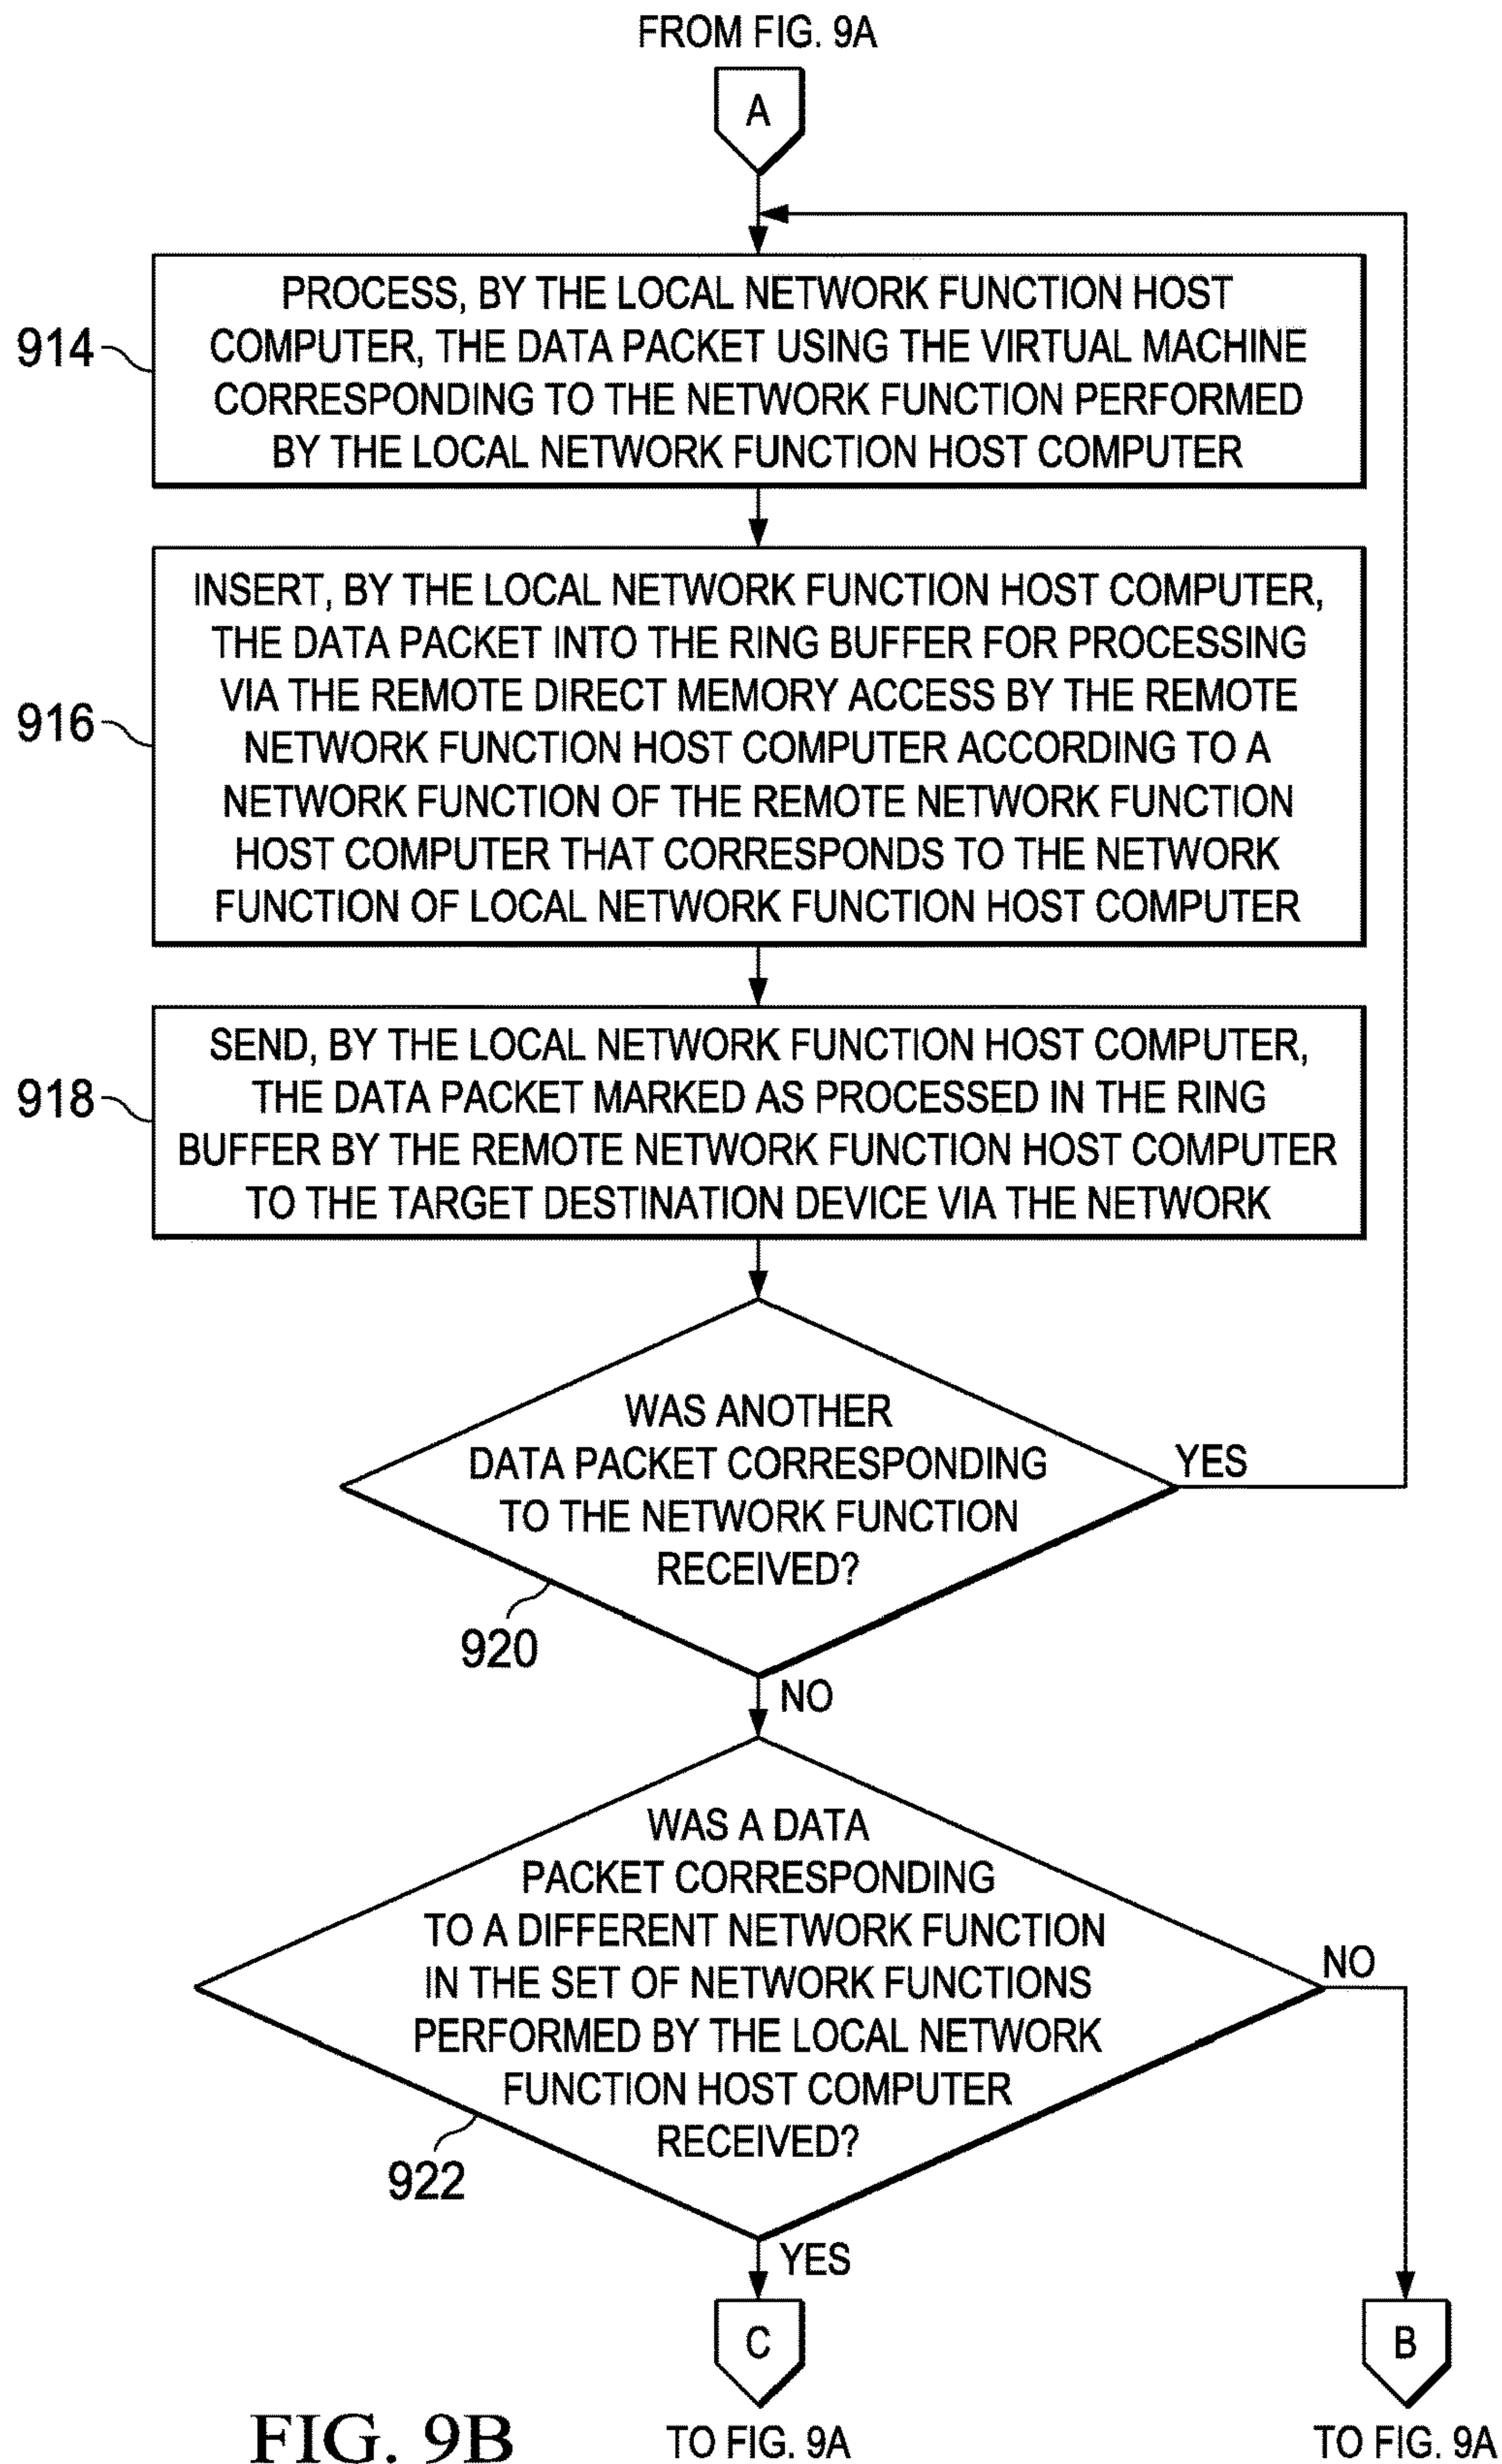 FROM FIG. 9A
A
914
PROCESS, BY THE LOCAL NETWORK FUNCTION HOST
COMPUTER, THE DATA PACKET USING THE VIRTUAL MACHINE
CORRESPONDING TO THE NETWORK FUNCTION PERFORMED
BY THE LOCAL NETWORK FUNCTION HOST COMPUTER
916
INSERT, BY THE LOCAL NETWORK FUNCTION HOST COMPUTER,
THE DATA PACKET INTO THE RING BUFFER FOR PROCESSING
VIA THE REMOTE DIRECT MEMORY ACCESS BY THE REMOTE
NETWORK FUNCTION HOST COMPUTER ACCORDING TO A
NETWORK FUNCTION OF THE REMOTE NETWORK FUNCTION
HOST COMPUTER THAT CORRESPONDS TO THE NETWORK
FUNCTION OF LOCAL NETWORK FUNCTION HOST COMPUTER
918
SEND, BY THE LOCAL NETWORK FUNCTION HOST COMPUTER,
THE DATA PACKET MARKED AS PROCESSED IN THE RING
BUFFER BY THE REMOTE NETWORK FUNCTION HOST COMPUTER
TO THE TARGET DESTINATION DEVICE VIA THE NETWORK
WAS ANOTHER
DATA PACKET CORRESPONDING
TO THE NETWORK FUNCTION
RECEIVED?
YES
920
NO
WAS A DATA
PACKET CORRESPONDING
TO A DIFFERENT NETWORK FUNCTION
IN THE SET OF NETWORK FUNCTIONS
PERFORMED BY THE LOCAL NETWORK
FUNCTION HOST COMPUTER
RECEIVED?
NO
922
YES
C
B
FIG. 9B
TO FIG. 9A
TO FIG. 9A